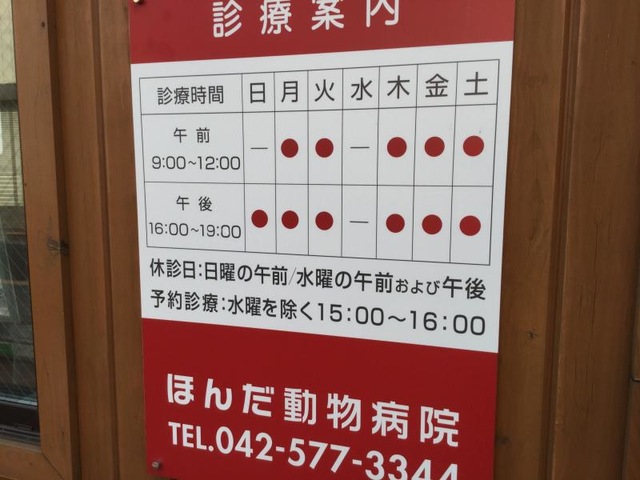 診療案内
診療時間 日 月 火 水 木 金 土
午前
9:00~12:00 — ● ● — ● ● ●
午後
16:00~19:00 ● ● ● — ● ● ●
休診日:日曜の午前/水曜の午前および午後
予約診療:水曜を除く15:00~16:00
ほんだ動物病院
TEL.042-577-3344